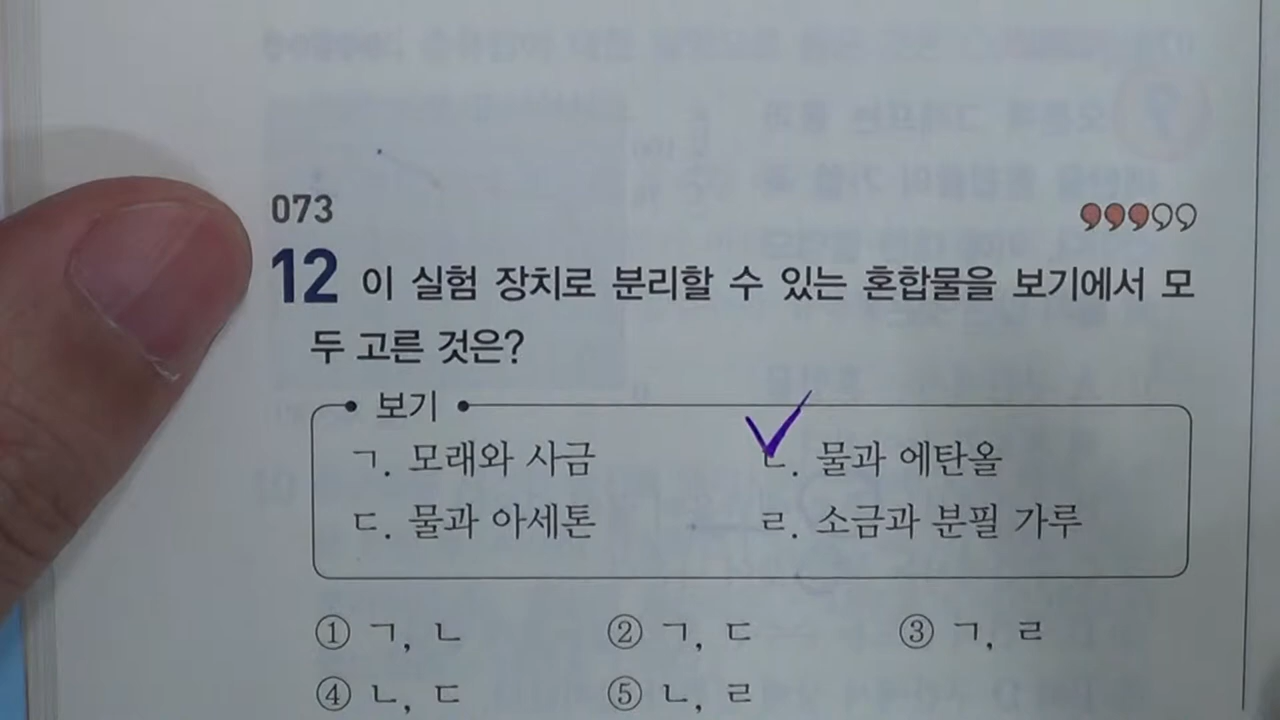 073
12 이 실험 장치로 분리할 수 있는 혼합물을 보기에서 모
두 고른 것은?
보기
ㄱ. 모래와 사금 ㄴ. 물과 에탄올
ㄷ. 물과 아세톤 ㄹ. 소금과 분필 가루
① ㄱ, ㄴ ② ㄱ, ㄷ ③ ㄱ, ㄹ
④ ㄴ, ㄷ ⑤ ㄴ, ㄹ